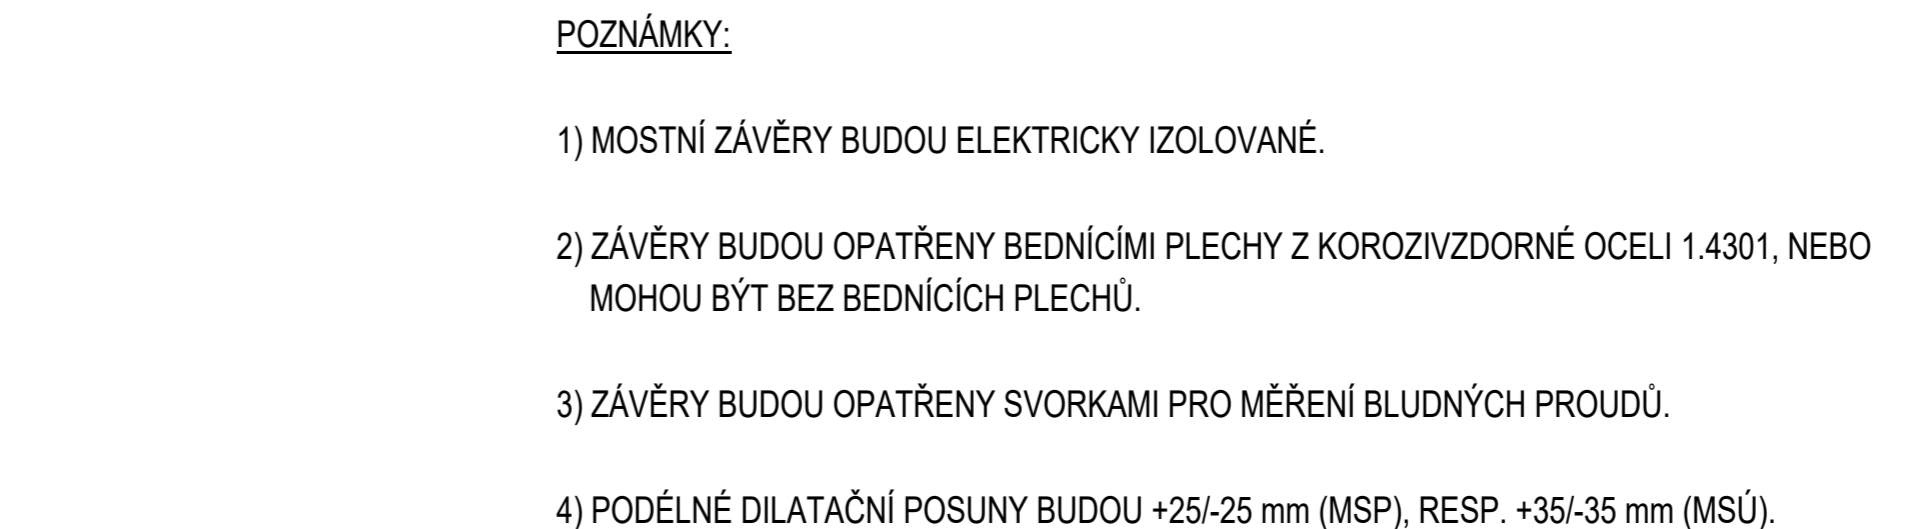 POZNÁMKY:
1) MOSTNÍ ZÁVĚRY BUDOU ELEKTRICKY IZOLOVANÉ.
2) ZÁVĚRY BUDOU OPATŘENY BEDNÍCÍMI PLECHY Z KOROZIVZDORNÉ OCELI 1.4301, NEBO
MOHOU BÝT BEZ BEDNÍCÍCH PLECHŮ.
3) ZÁVĚRY BUDOU OPATŘENY SVORKAMI PRO MĚŘENÍ BLUDNÝCH PROUDŮ.
4) PODÉLNÉ DILATAČNÍ POSUNY BUDOU +25/-25 mm (MSP), RESP. +35/-35 mm (MSÚ).